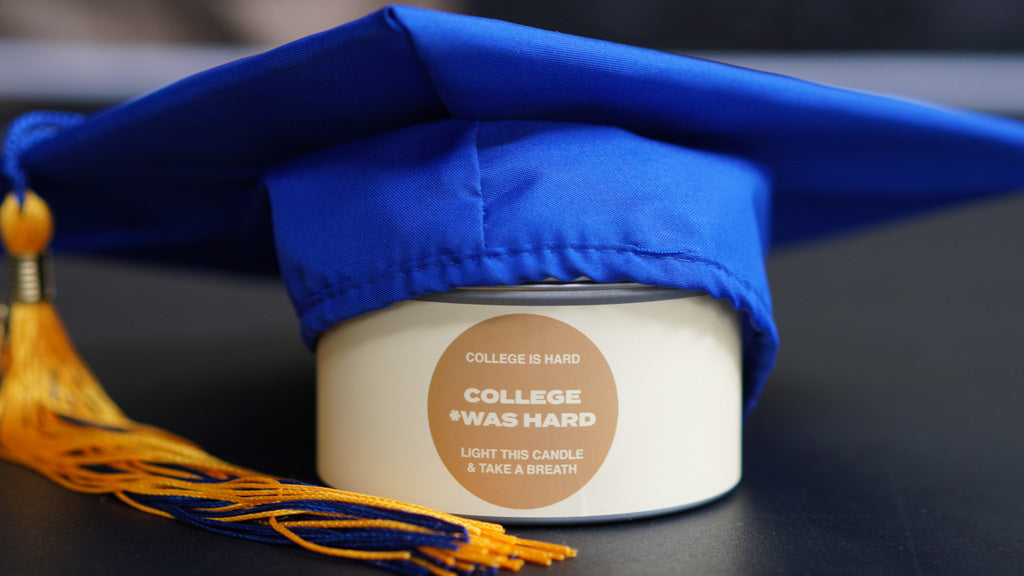 COLLEGE IS HARD
COLLEGE
*WAS HARD
LIGHT THIS CANDLE
& TAKE A BREATH